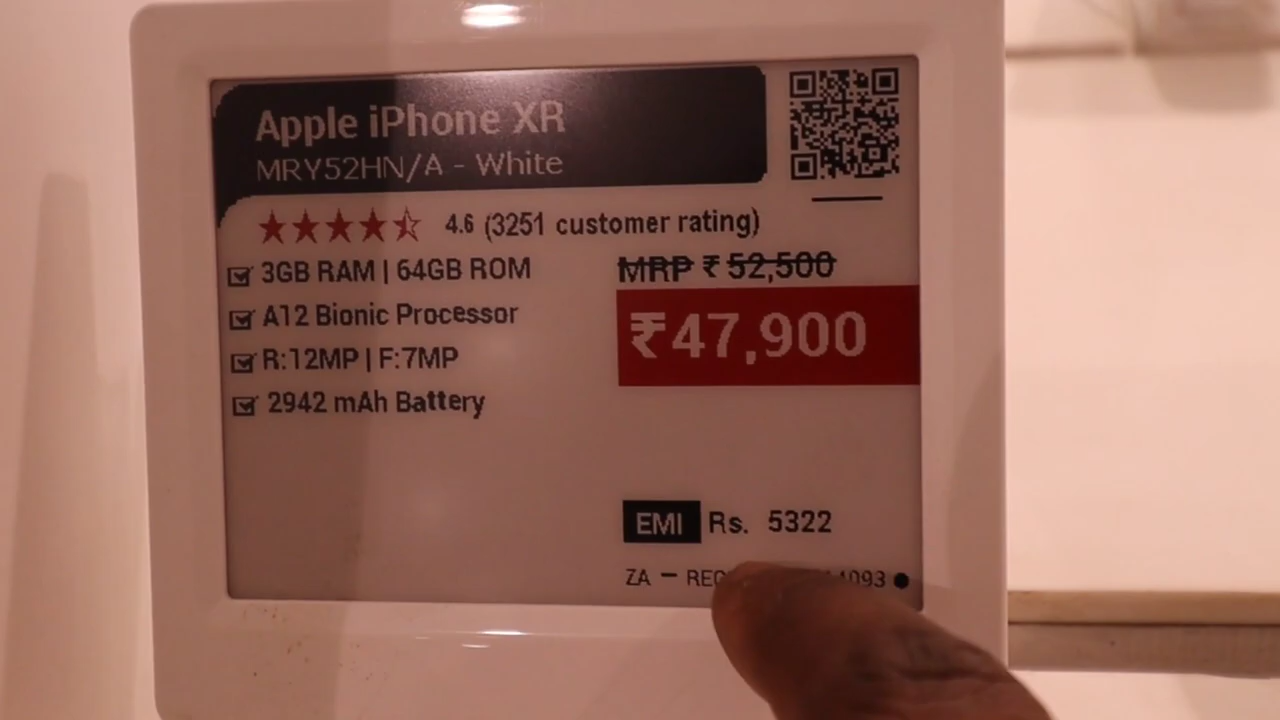 Apple iPhone XR
MRY52HN/A - White
4.6 (3251 customer rating)
3GB RAM | 64GB ROM
MRP ₹ 52,500
A12 Bionic Processor
₹47,900
R:12MP | F:7MP
2942 mAh Battery
EMI Rs. 5322
ZA –